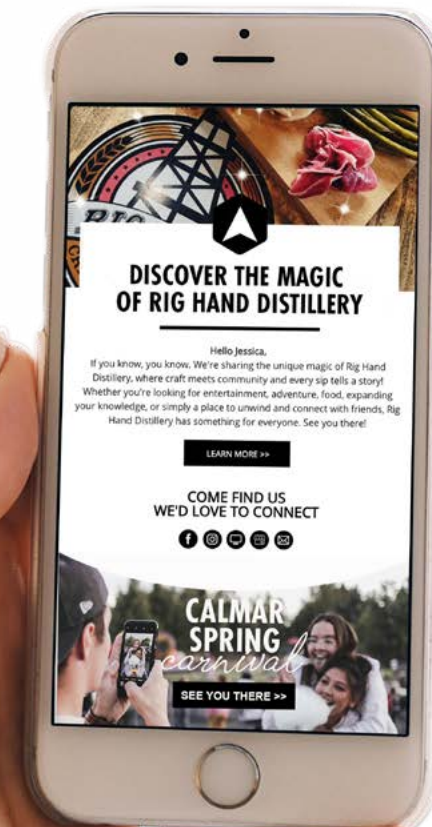 RIG
DISCOVER THE MAGIC
OF RIG HAND DISTILLERY
Hello Jessica,
If you know, you know. We're sharing the unique magic of Rig Hand
Distillery, where craft meets community and every sip tells a story!
Whether you're looking for entertainment, adventure, food, expanding
your knowledge, or simply a place to unwind and connect with friends, Rig
Hand Distillery has something for everyone. See you there!
LEARN MORE >>
COME FIND US
WE'D LOVE TO CONNECT
CALMAR
SPRING
carnival
SEE YOU THERE >>